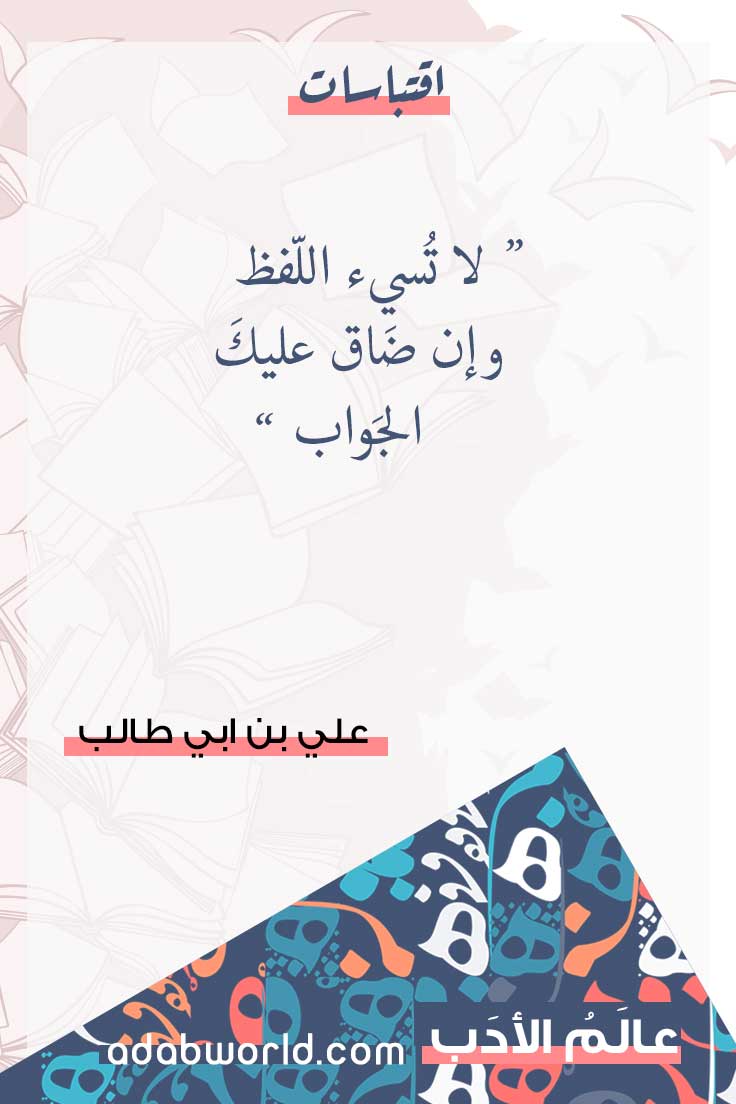 اقتباسات
” لا تُسيء اللّفظ
وإن ضَاق عليكَ
الجَواب “
علي بن ابي طالب
عالَمُ الأدَب
adabworld.com